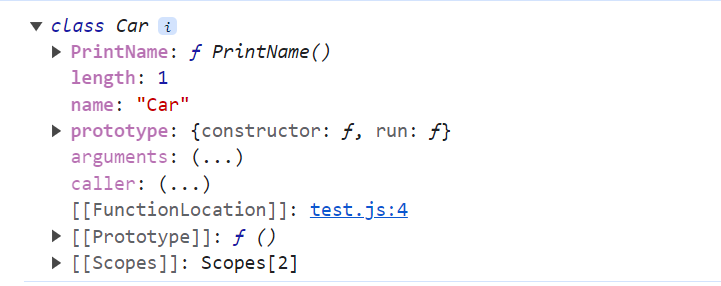 class Car i
PrintName: ƒ PrintName()
length: 1
name: "Car"
prototype: {constructor: ƒ, run: ƒ}
arguments: (...)
caller: (...)
[[FunctionLocation]]: test.js:4
[[Prototype]]: ƒ ()
[[Scopes]]: Scopes[2]